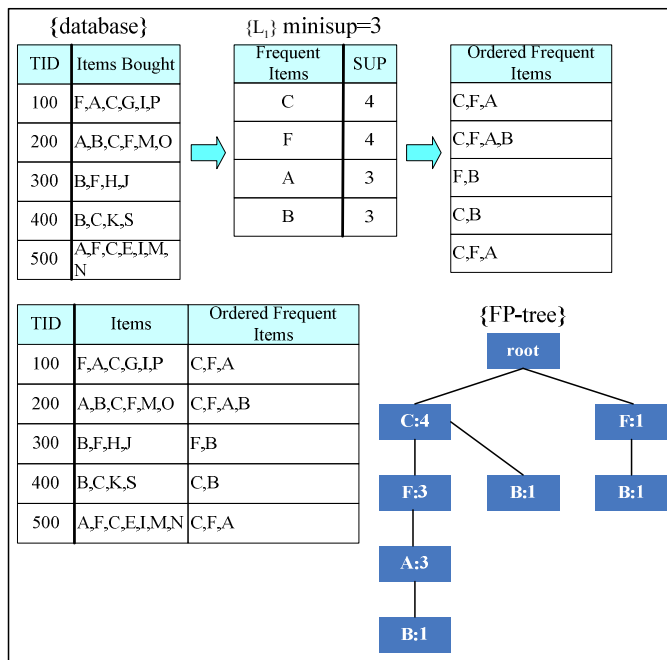 {database}
TID Items Bought
100 F,A,C,G,I,P
200 A,B,C,F,M,O
300 B,F,H,J
400 B,C,K,S
500 A,F,C,E,I,M,
N
{L₁} minisup=3
Frequent
Items SUP
C 4
F 4
A 3
B 3
Ordered Frequent
Items
C,F,A
C,F,A,B
F,B
C,B
C,F,A
TID Items Ordered Frequent
Items
100 F,A,C,G,I,P C,F,A
200 A,B,C,F,M,O C,F,A,B
300 B,F,H,J F,B
400 B,C,K,S C,B
500 A,F,C,E,I,M,N C,F,A
{FP-tree}
root
C:4 F:1
F:3 B:1 B:1
A:3
B:1